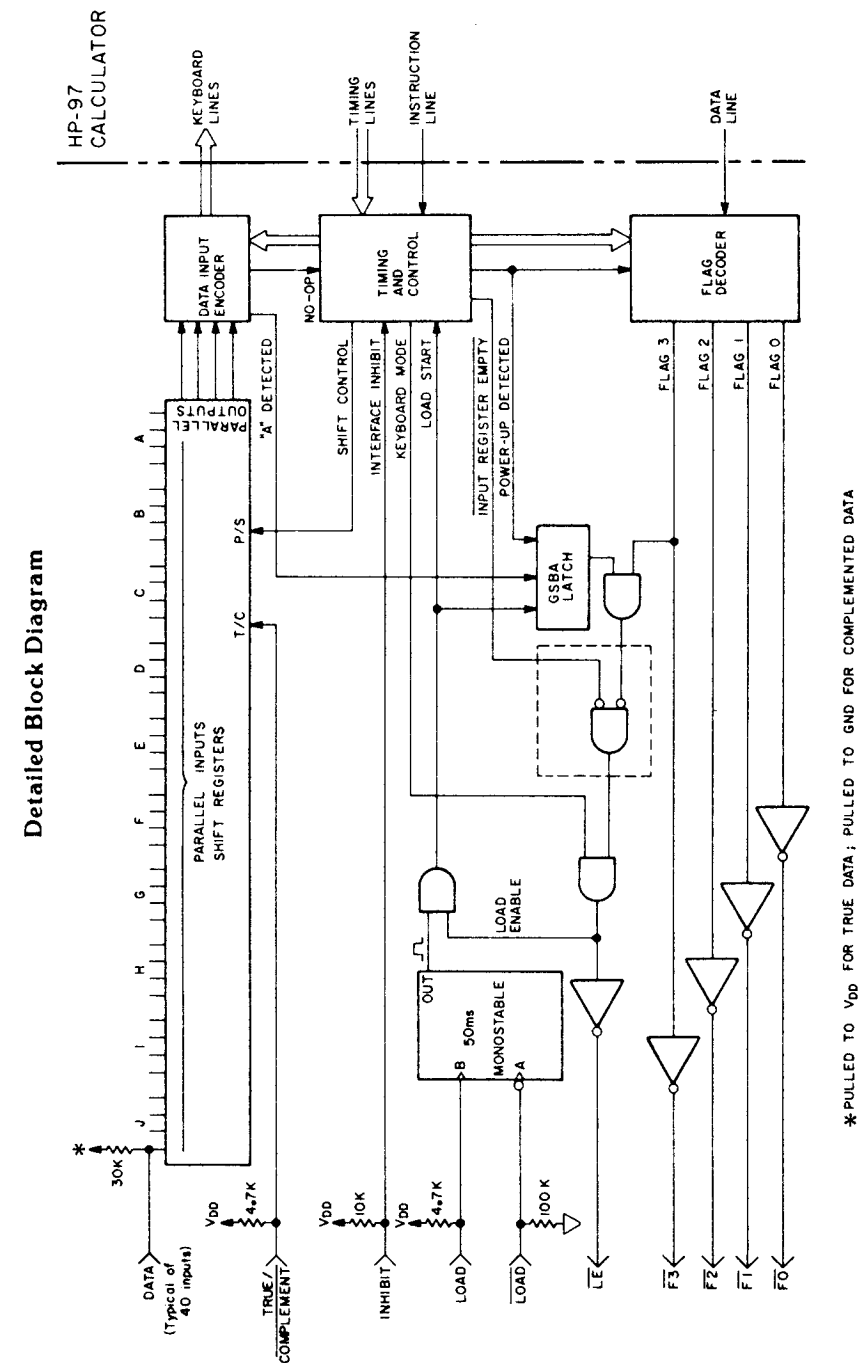 Detailed Block Diagram
HP-97
CALCULATOR
KEYBOARD
LINES
TIMING
LINES
INSTRUCTION
LINE
DATA
LINE
DATA INPUT
ENCODER
NO-OP
TIMING
AND
CONTROL
FLAG
DECODER
PARALLEL
OUTPUTS
"A" DETECTED
SHIFT CONTROL
INTERFACE INHIBIT
KEYBOARD MODE
LOAD START
INPUT REGISTER EMPTY
POWER-UP DETECTED
FLAG 3
FLAG 2
FLAG 1
FLAG 0
A
B
C
D
E
F
G
H
I
J
P/S
T/C
PARALLEL INPUTS
SHIFT REGISTERS
GSBA
LATCH
LOAD
ENABLE
OUT
50ms
MONOSTABLE
B
A
*
30K
VDD
4.7K
VDD
10K
VDD
4.7K
100K
DATA
(Typical of
40 inputs)
TRUE/
COMPLEMENT
INHIBIT
LOAD
LOAD
LE
F3
F2
F1
F0
*PULLED TO VDD FOR TRUE DATA; PULLED TO GND FOR COMPLEMENTED DATA